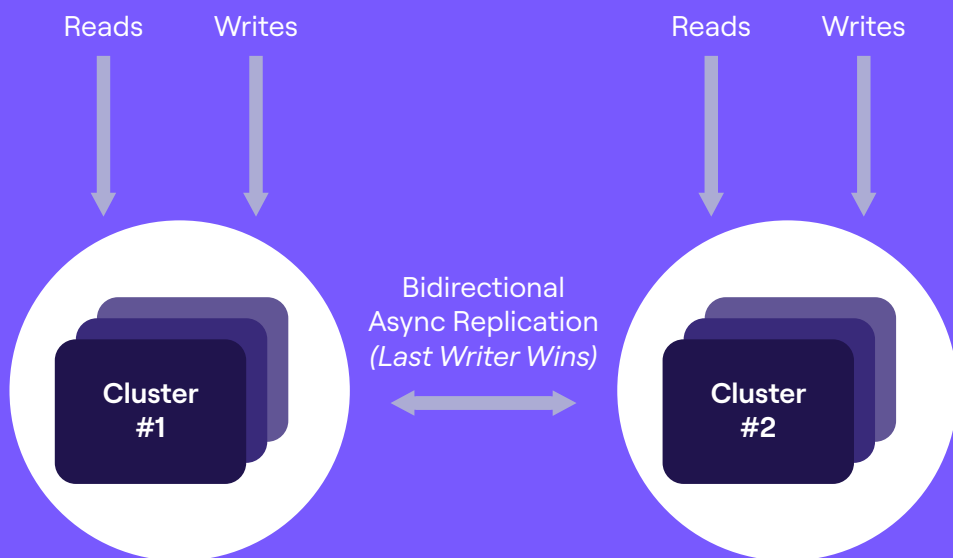 Reads
Writes
Reads
Writes
Bidirectional
Async Replication
(Last Writer Wins)
Cluster
#1
Cluster
#2